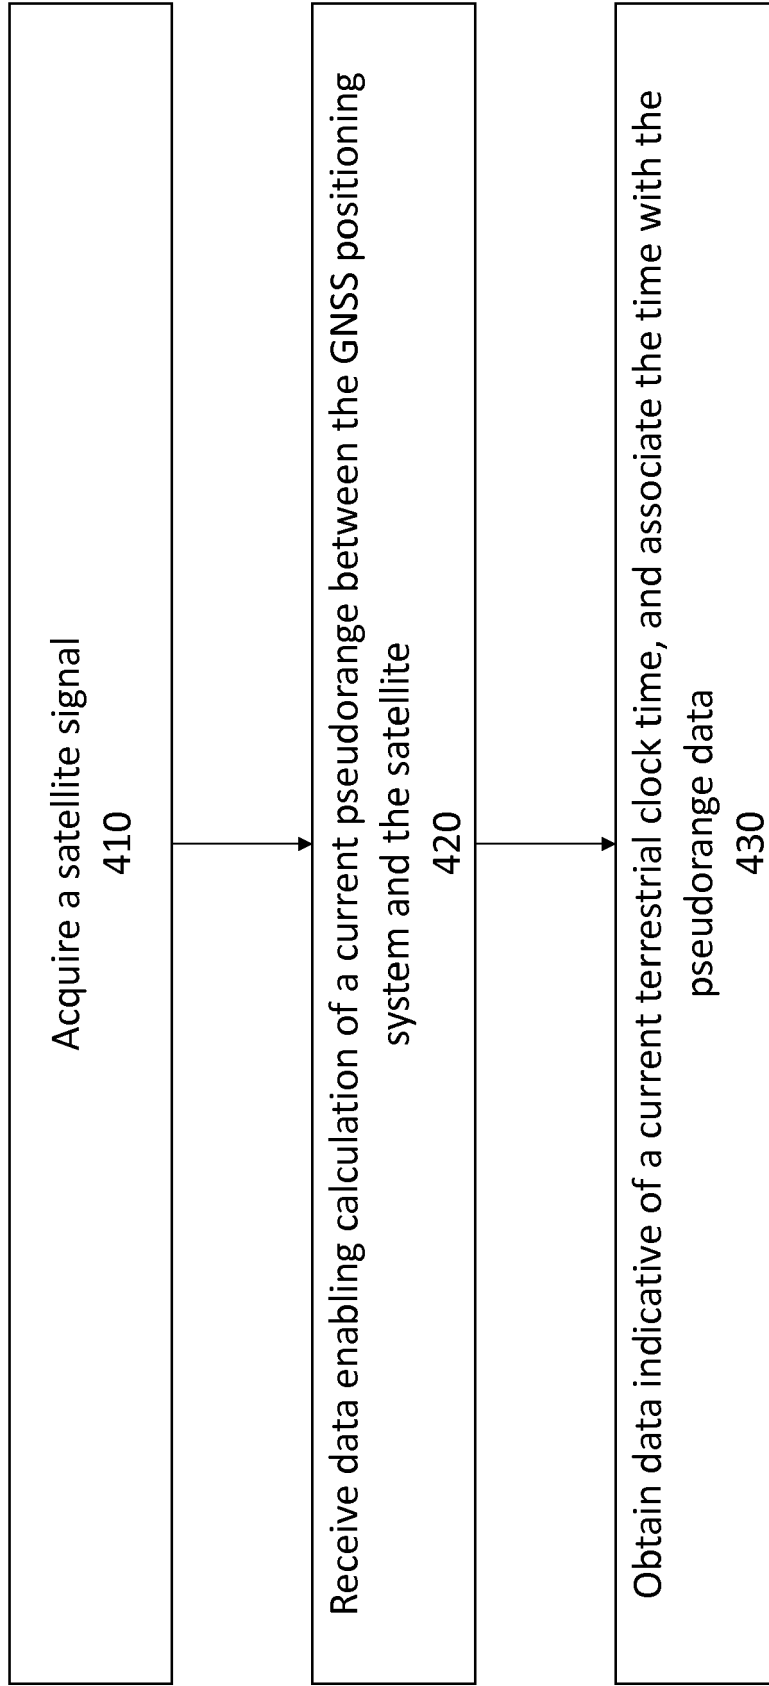 Acquire a satellite signal
410
Receive data enabling calculation of a current pseudorange between the GNSS positioning
system and the satellite
420
Obtain data indicative of a current terrestrial clock time, and associate the time with the
pseudorange data
430